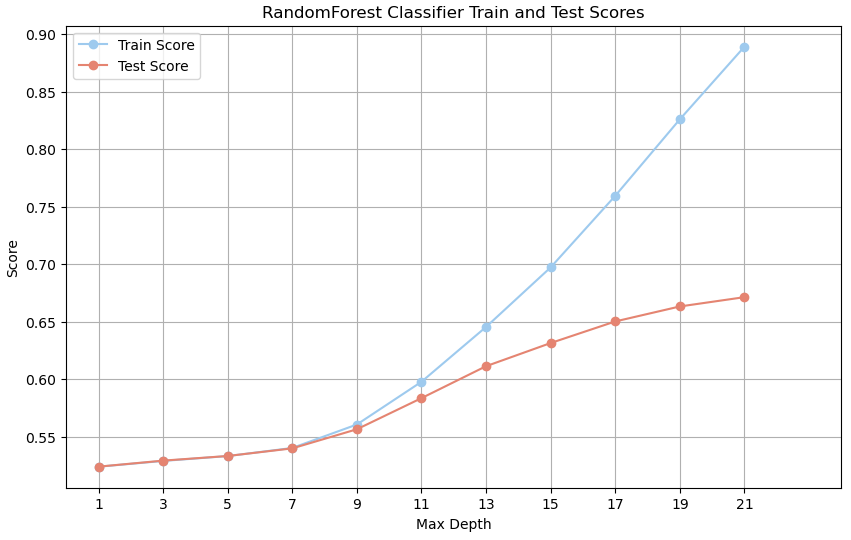 RandomForest Classifier Train and Test Scores
Train Score
Test Score
0.90
0.85
0.80
0.75
0.70
0.65
0.60
0.55
Score
1 3 5 7 9 11 13 15 17 19 21
Max Depth